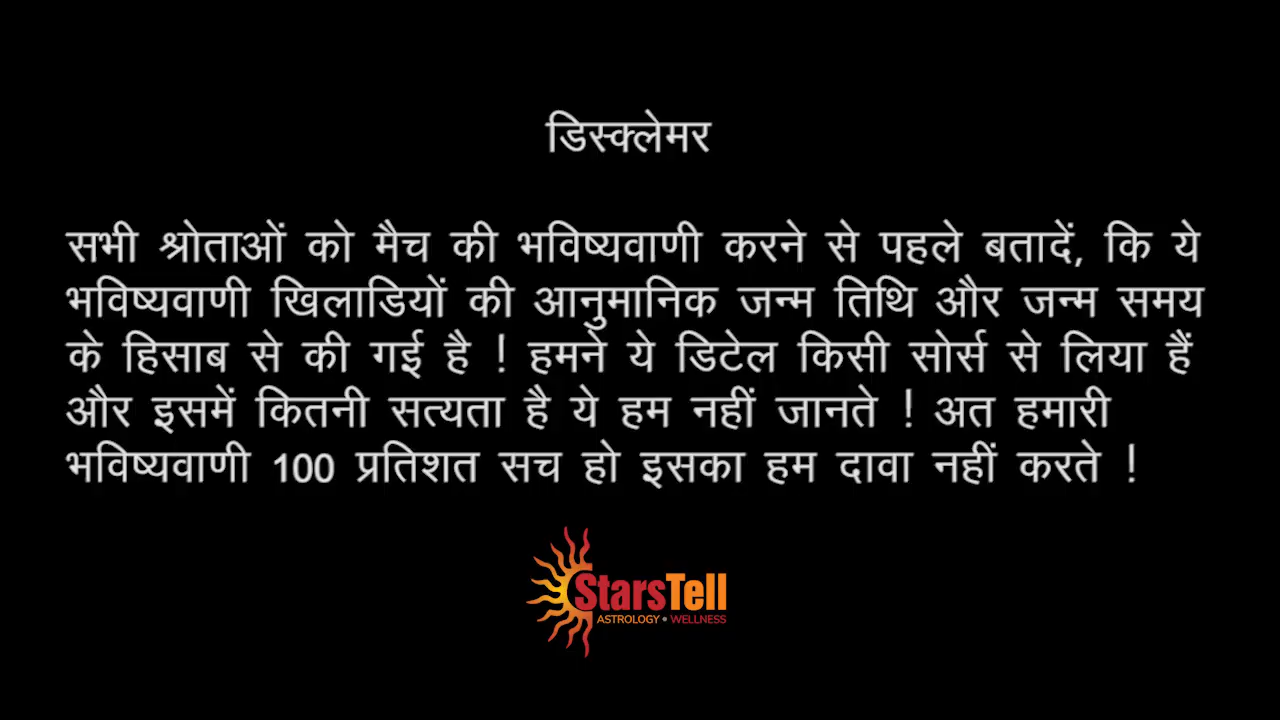 डिस्क्लेमर
सभी श्रोताओं को मैच की भविष्यवाणी करने से पहले बतादें, कि ये
भविष्यवाणी खिलाडियों की आनुमानिक जन्म तिथि और जन्म समय
के हिसाब से की गई है ! हमने ये डिटेल किसी सोर्स से लिया हैं
और इसमें कितनी सत्यता है ये हम नहीं जानते ! अत हमारी
भविष्यवाणी 100 प्रतिशत सच हो इसका हम दावा नहीं करते !
StarsTell
ASTROLOGY • WELLNESS